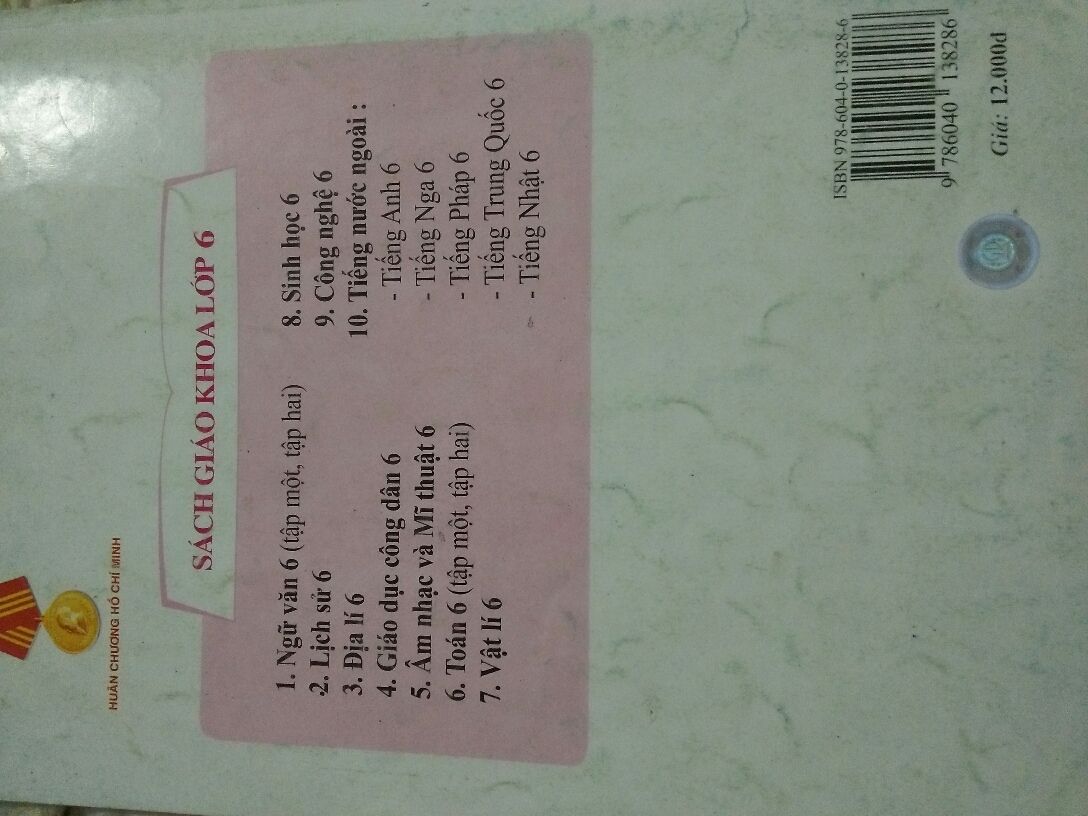 HUÂN CHƯƠNG HỒ CHÍ MINH
SÁCH GIÁO KHOA LỚP 6
1. Ngữ văn 6 (tập một, tập hai)
2. Lịch sử 6
3. Địa lí 6
4. Giáo dục công dân 6
5. Âm nhạc và Mĩ thuật 6
6. Toán 6 (tập một, tập hai)
7. Vật lí 6
8. Sinh học 6
9. Công nghệ 6
10. Tiếng nước ngoài :
- Tiếng Anh 6
- Tiếng Nga 6
- Tiếng Pháp 6
- Tiếng Trung Quốc 6
- Tiếng Nhật 6
ISBN 978-604-0-13828-6
9 786040 138286
Giá: 12.000đ